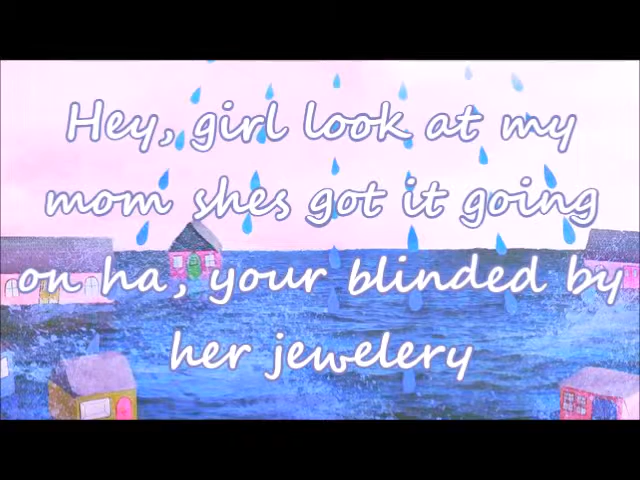 Hey, girl look at my
mom shes got it going
on ha, your blinded by
her jewelery